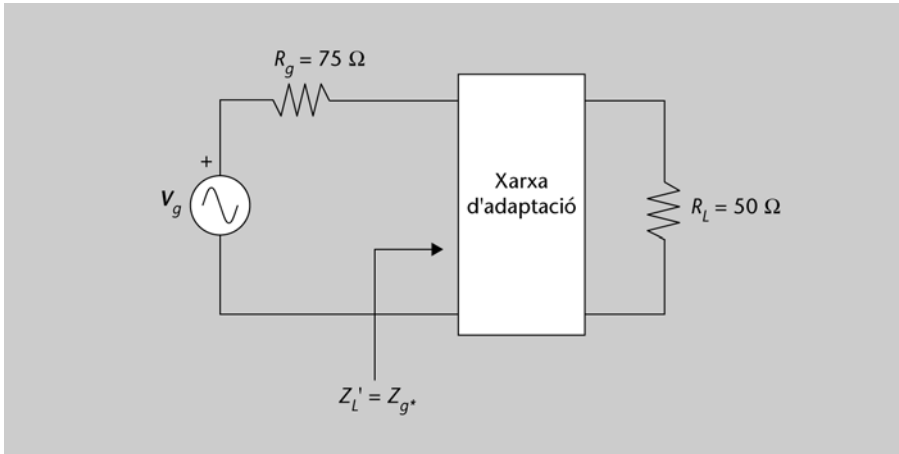 R_g = 75 Ω
+
V_g
Xarxa
d'adaptació
R_L = 50 Ω
Z_L' = Z_g*